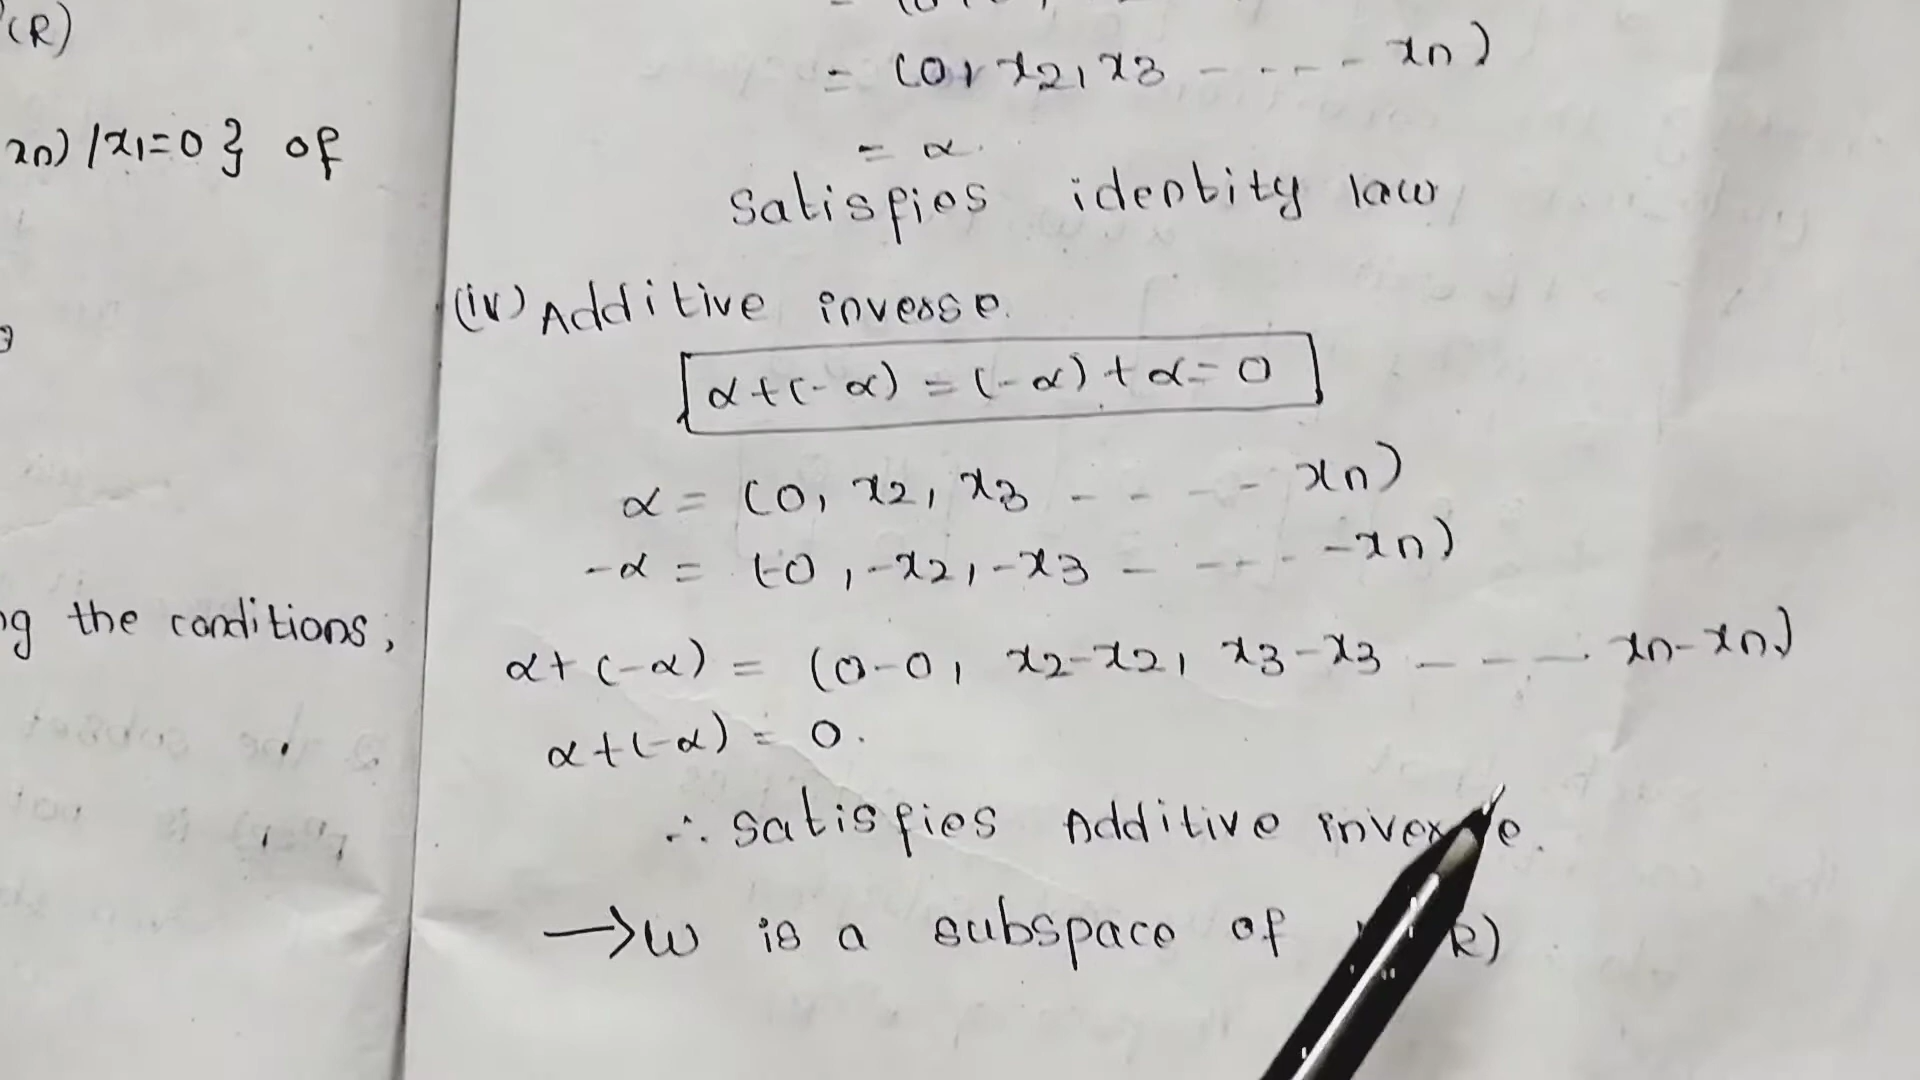 (R)
xn) / x1=0 } of
the conditions,
= (0, x2, x3 - - - - - xn)
= α.
satisfies identity law
(iv) Additive inverse.
α+(-α) = (-α) + α = 0
α = (0, x2, x3 - - - - xn)
-α = (-0, -x2, -x3 - - - - -xn)
α+(-α) = (0-0, x2-x2, x3-x3 - - - xn-xn)
α+(-α) = 0.
∴ satisfies Additive inverse.
→ W is a subspace of R)